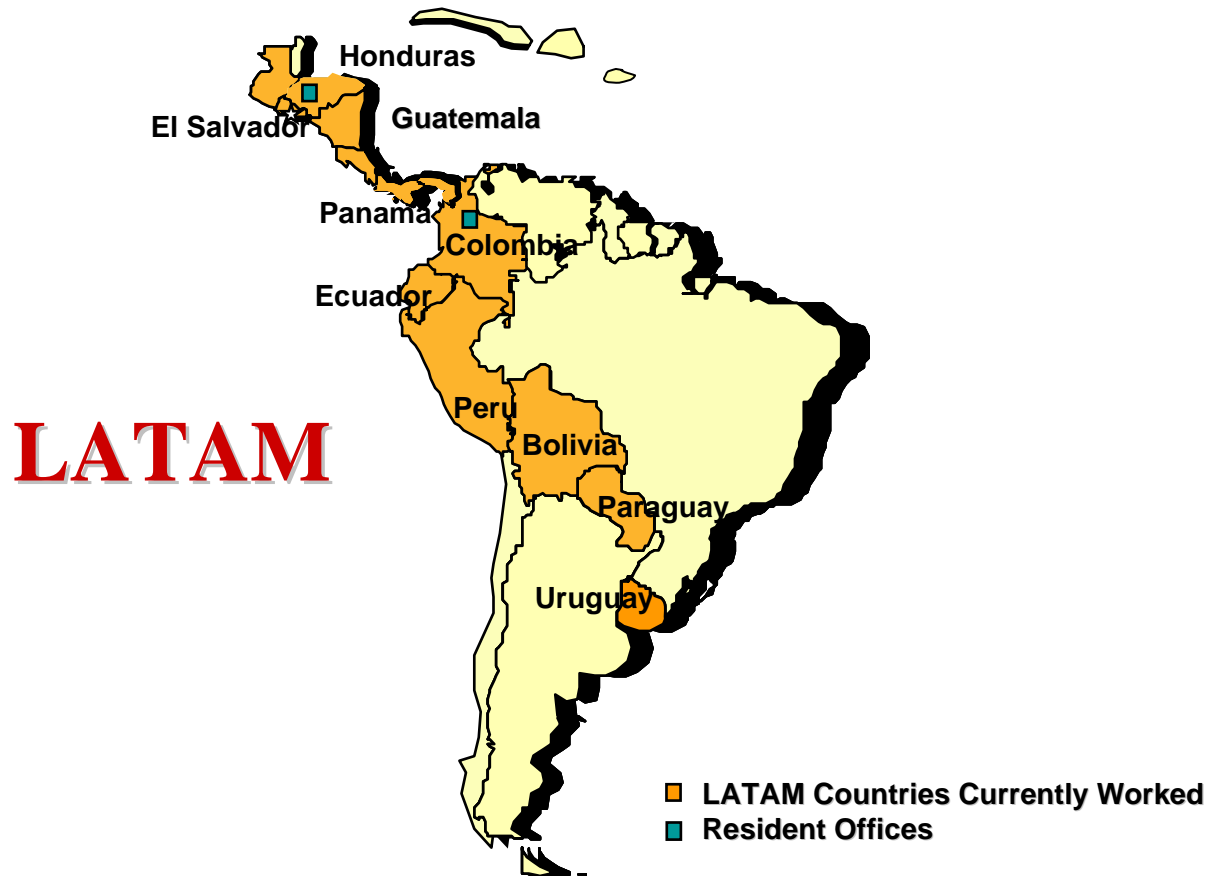 Honduras
Guatemala
El Salvador
Panama
Colombia
Ecuador
Peru
LATAM
Bolivia
Paraguay
Uruguay
LATAM Countries Currently Worked
Resident Offices